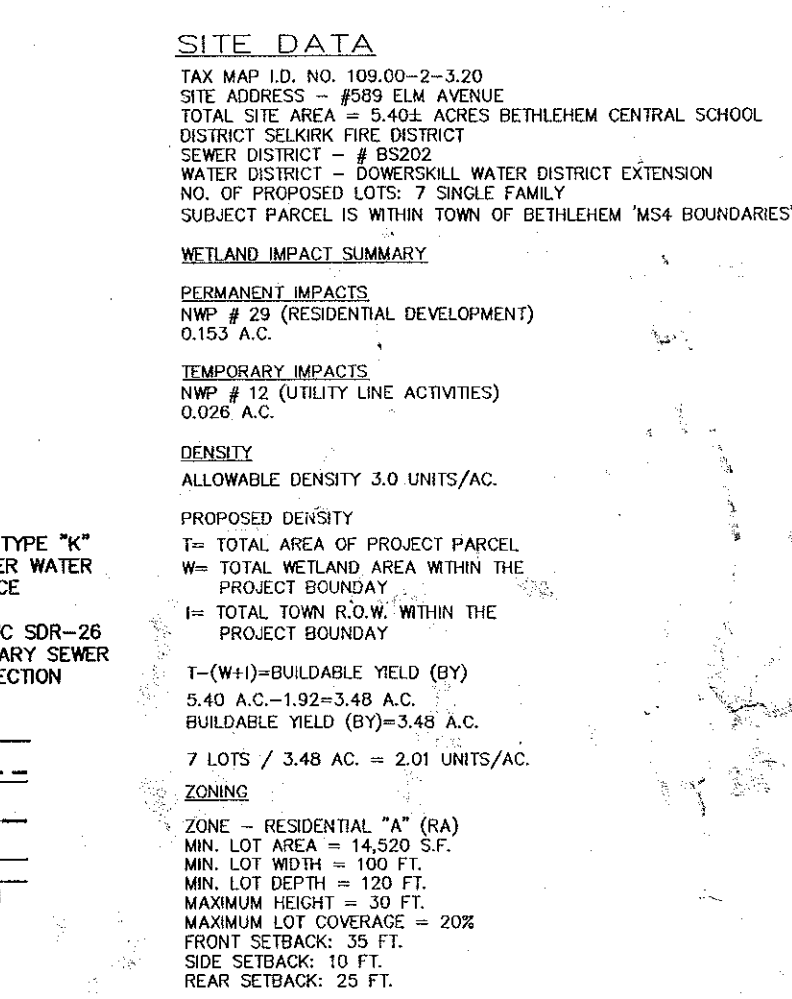 SITE DATA
TAX MAP I.D. NO. 109.00-2-3.20
SITE ADDRESS - #589 ELM AVENUE
TOTAL SITE AREA = 5.40± ACRES BETHLEHEM CENTRAL SCHOOL
DISTRICT SELKIRK FIRE DISTRICT
SEWER DISTRICT - # BS202
WATER DISTRICT - DOWERSKILL WATER DISTRICT EXTENSION
NO. OF PROPOSED LOTS: 7 SINGLE FAMILY
SUBJECT PARCEL IS WITHIN TOWN OF BETHLEHEM 'MS4 BOUNDARIES'
WETLAND IMPACT SUMMARY
PERMANENT IMPACTS
NWP # 29 (RESIDENTIAL DEVELOPMENT)
0.153 A.C.
TEMPORARY IMPACTS
NWP # 12 (UTILITY LINE ACTIVITIES)
0.026 A.C.
DENSITY
ALLOWABLE DENSITY 3.0 UNITS/AC.
PROPOSED DENSITY
T= TOTAL AREA OF PROJECT PARCEL
W= TOTAL WETLAND AREA WITHIN THE
PROJECT BOUNDAY
I= TOTAL TOWN R.O.W. WITHIN THE
PROJECT BOUNDAY
T-(W+I)=BUILDABLE YIELD (BY)
5.40 A.C.-1.92=3.48 A.C.
BUILDABLE YIELD (BY)=3.48 A.C.
7 LOTS / 3.48 AC. = 2.01 UNITS/AC.
ZONING
ZONE - RESIDENTIAL "A" (RA)
MIN. LOT AREA = 14,520 S.F.
MIN. LOT WIDTH = 100 FT.
MIN. LOT DEPTH = 120 FT.
MAXIMUM HEIGHT = 30 FT.
MAXIMUM LOT COVERAGE = 20%
FRONT SETBACK: 35 FT.
SIDE SETBACK: 10 FT.
REAR SETBACK: 25 FT.
TYPE "K"
ER WATER
CE
C SDR-26
ARY SEWER
ECTION